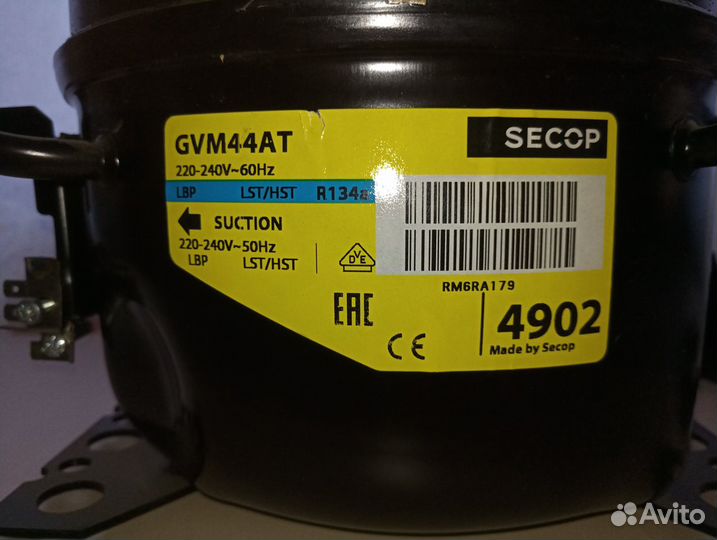 GVM44AT
SECOP
220-240V~60Hz
LBP LST/HST R134a
SUCTION
220-240V~50Hz
LBP LST/HST
DVE
RM6RA179
EAC
CE
4902
Made by Secop
Avito